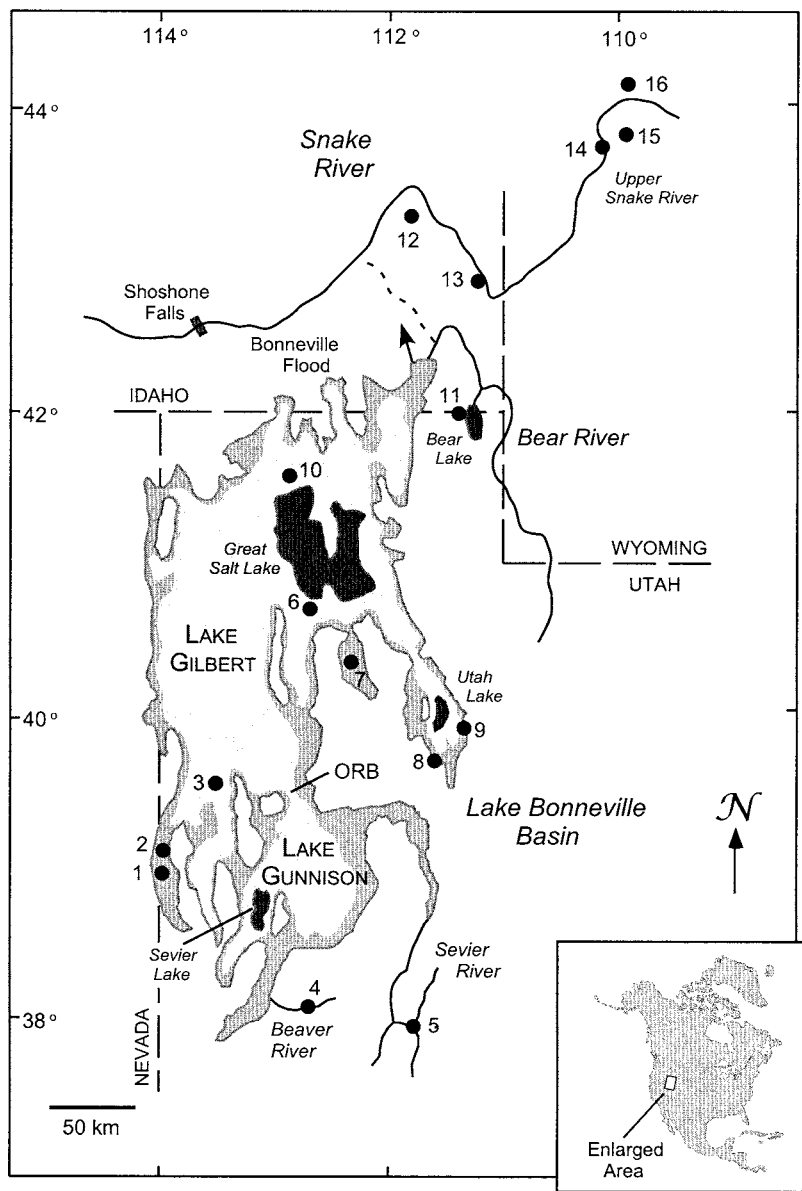 114° 112° 110°
44°
16
Snake
River
14
15
Upper
Snake River
12
13
Shoshone
Falls
Bonneville
Flood
42°
IDAHO
11
Bear
Lake
Bear River
10
Great
Salt Lake
WYOMING
UTAH
6
LAKE
GILBERT
7
Utah
Lake
40°
9
8
3
ORB
Lake Bonneville
Basin
N
2
1
LAKE
GUNNISON
Sevier
Lake
Sevier
River
4
38°
5
Beaver
River
NEVADA
50 km
Enlarged
Area